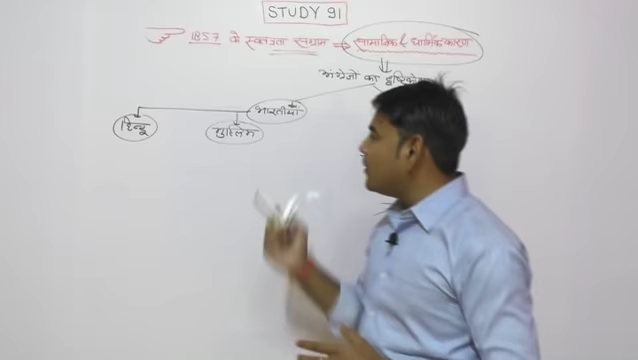 STUDY 91
1857 के स्वतंत्रता संग्राम ⇒ सामाजिक & धार्मिक कारण
अंग्रेजों का
भारतीयों
हिन्दू मुस्लिम